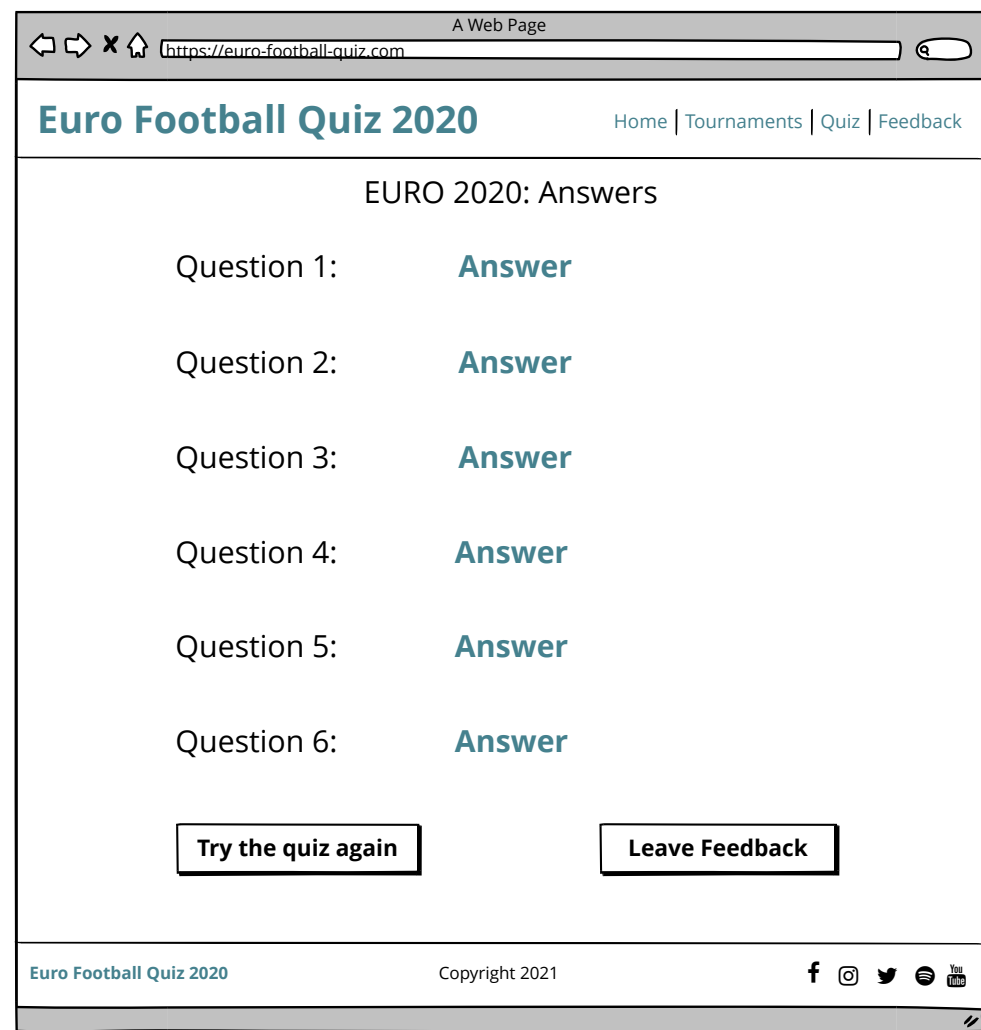 A Web Page
https://euro-football-quiz.com
Euro Football Quiz 2020
Home | Tournaments | Quiz | Feedback
EURO 2020: Answers
Question 1: Answer
Question 2: Answer
Question 3: Answer
Question 4: Answer
Question 5: Answer
Question 6: Answer
Try the quiz again Leave Feedback
Euro Football Quiz 2020 Copyright 2021 You Tube